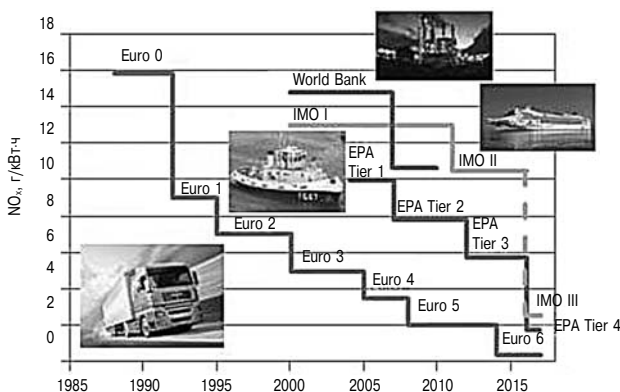 18
16
14
12
10
8
6
4
2
0
NOx, г/кВт·ч
Euro 0
World Bank
IMO I
EPA
Tier 1
IMO II
Euro 1
Euro 2
EPA Tier 2
EPA
Tier 3
Euro 3
Euro 4
Euro 5
IMO III
EPA Tier 4
Euro 6
1985 1990 1995 2000 2005 2010 2015